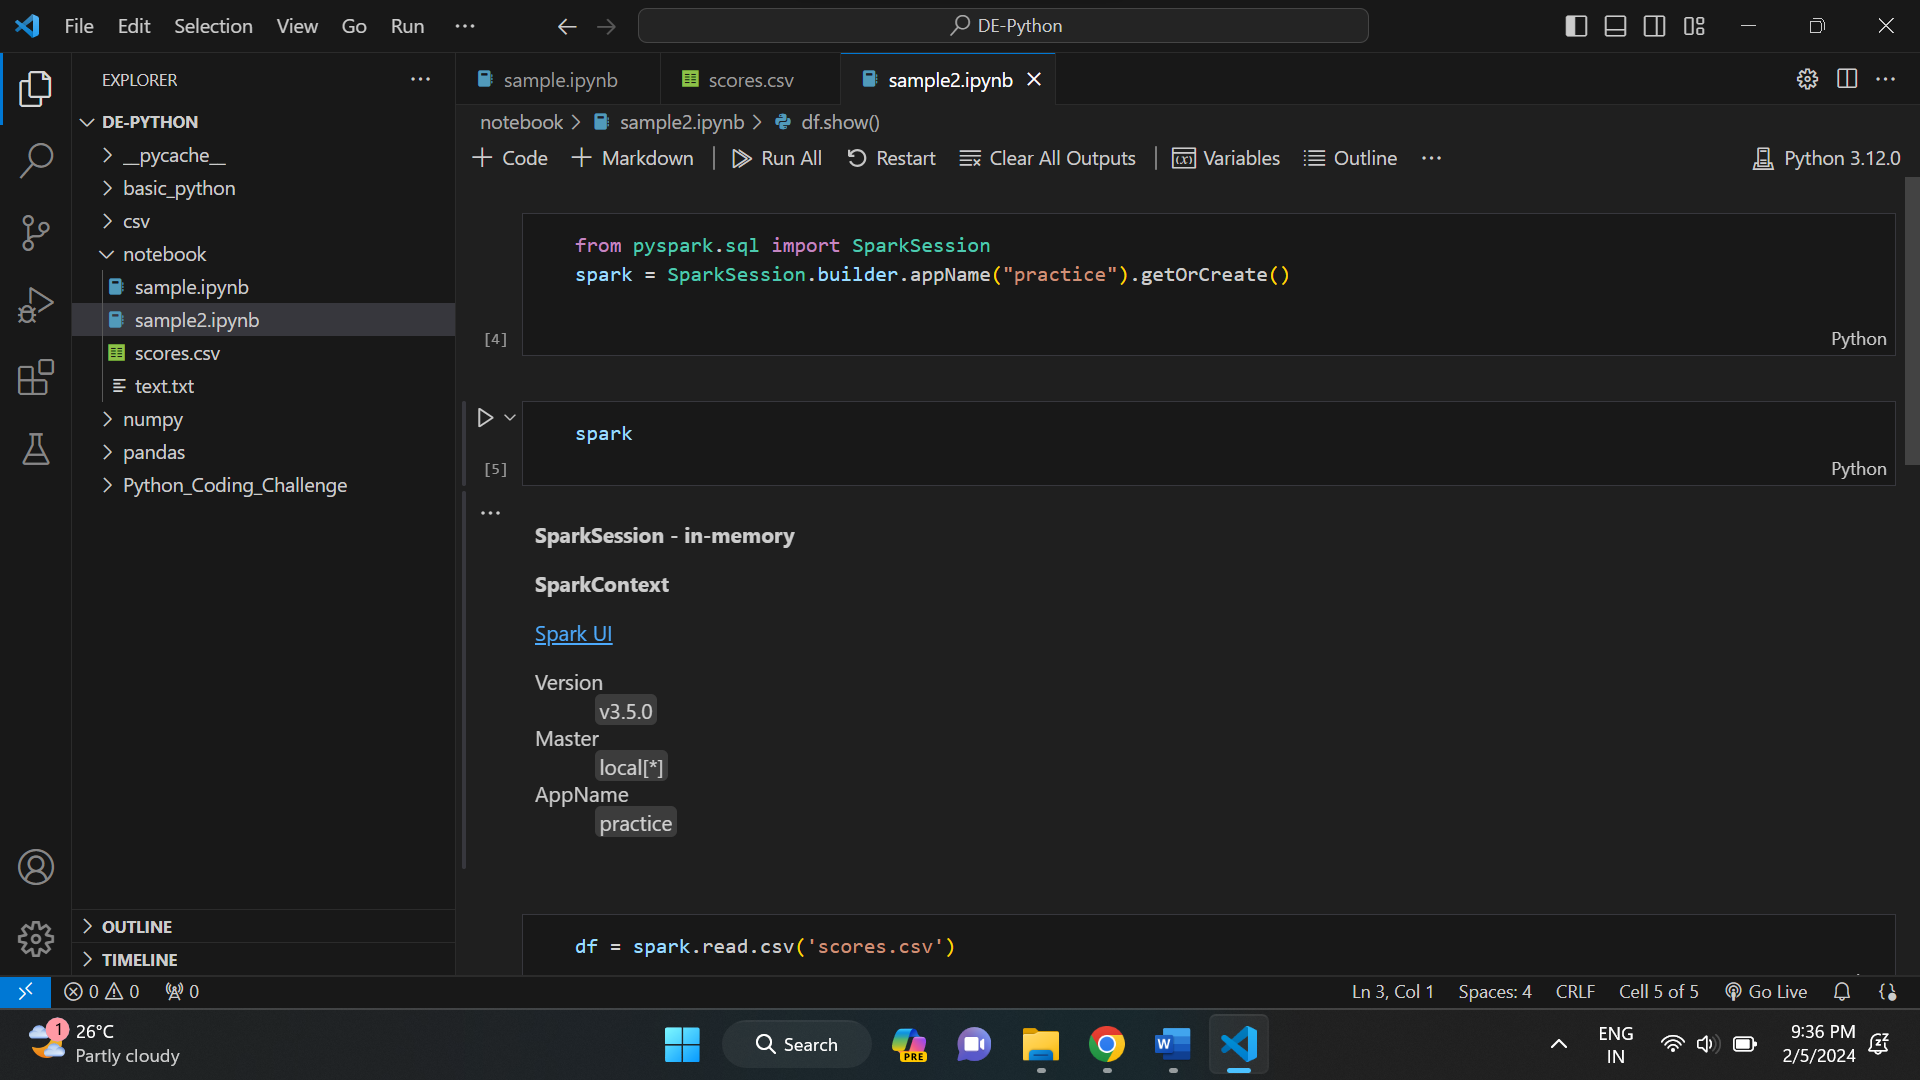 File Edit Selection View Go Run ...
DE-Python
EXPLORER
DE-PYTHON
__pycache__
basic_python
csv
notebook
sample.ipynb
sample2.ipynb
scores.csv
text.txt
numpy
pandas
Python_Coding_Challenge
OUTLINE
TIMELINE
sample.ipynb scores.csv sample2.ipynb
notebook > sample2.ipynb > df.show()
+ Code + Markdown | Run All Restart Clear All Outputs | Variables Outline ... Python 3.12.0
from pyspark.sql import SparkSession
spark = SparkSession.builder.appName("practice").getOrCreate()
[4] Python
spark
[5] Python
...
SparkSession - in-memory
SparkContext
Spark UI
Version
v3.5.0
Master
local[*]
AppName
practice
df = spark.read.csv('scores.csv')
0 0 0 Ln 3, Col 1 Spaces: 4 CRLF Cell 5 of 5 Go Live
1 26°C
Partly cloudy
Search
PRE
W
ENG
IN
9:36 PM
2/5/2024